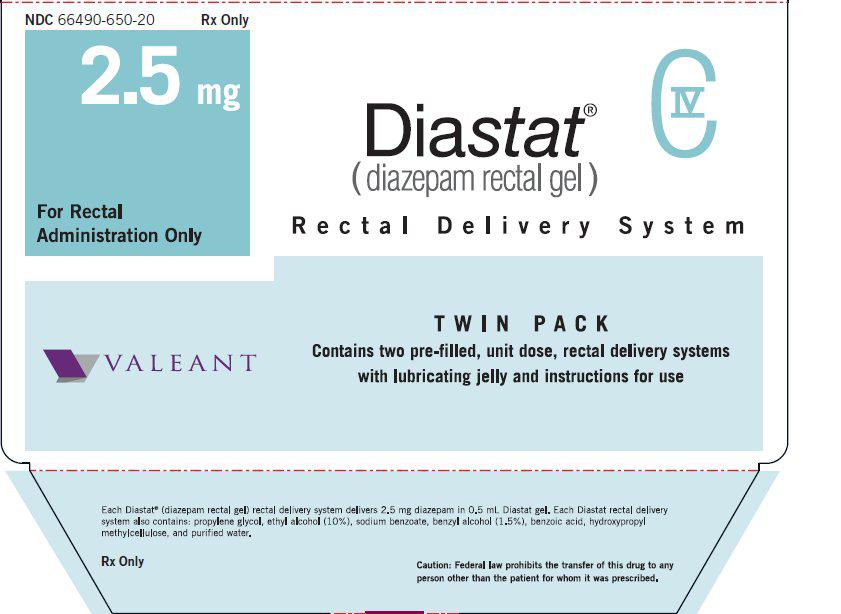 NDC 66490-650-20 Rx Only
2.5 mg
For Rectal
Administration Only
Diastat®
(diazepam rectal gel)
CIV
Rectal Delivery System
VALEANT
TWIN PACK
Contains two pre-filled, unit dose, rectal delivery systems
with lubricating jelly and instructions for use
Each Diastat® (diazepam rectal gel) rectal delivery system delivers 2.5 mg diazepam in 0.5 mL Diastat gel. Each Diastat rectal delivery
system also contains: propylene glycol, ethyl alcohol (10%), sodium benzoate, benzyl alcohol (1.5%), benzoic acid, hydroxypropyl
methylcellulose, and purified water.
Rx Only
Caution: Federal law prohibits the transfer of this drug to any
person other than the patient for whom it was prescribed.